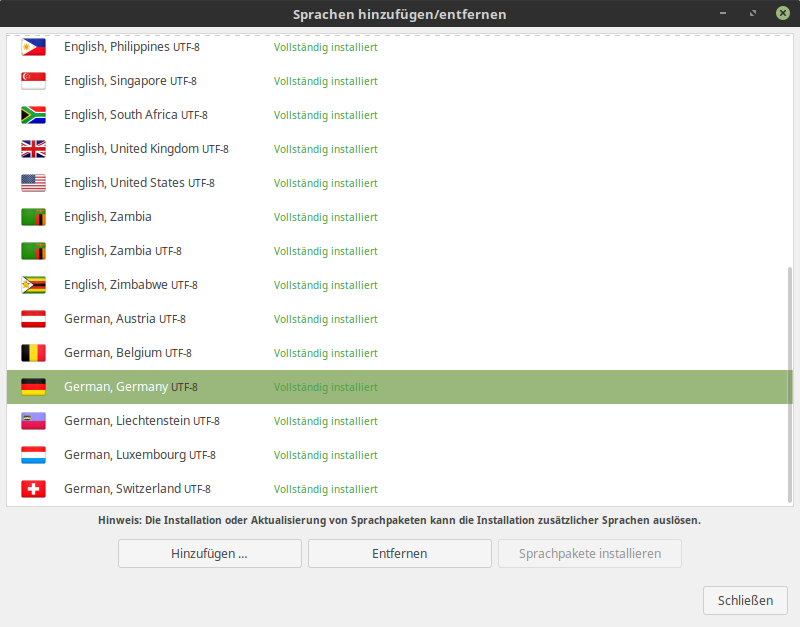 Sprachen hinzufügen/entfernen
English, Philippines UTF-8 Vollständig installiert
English, Singapore UTF-8 Vollständig installiert
English, South Africa UTF-8 Vollständig installiert
English, United Kingdom UTF-8 Vollständig installiert
English, United States UTF-8 Vollständig installiert
English, Zambia Vollständig installiert
English, Zambia UTF-8 Vollständig installiert
English, Zimbabwe UTF-8 Vollständig installiert
German, Austria UTF-8 Vollständig installiert
German, Belgium UTF-8 Vollständig installiert
German, Germany UTF-8 Vollständig installiert
German, Liechtenstein UTF-8 Vollständig installiert
German, Luxembourg UTF-8 Vollständig installiert
German, Switzerland UTF-8 Vollständig installiert
Hinweis: Die Installation oder Aktualisierung von Sprachpaketen kann die Installation zusätzlicher Sprachen auslösen.
Hinzufügen ... Entfernen Sprachpakete installieren
Schließen